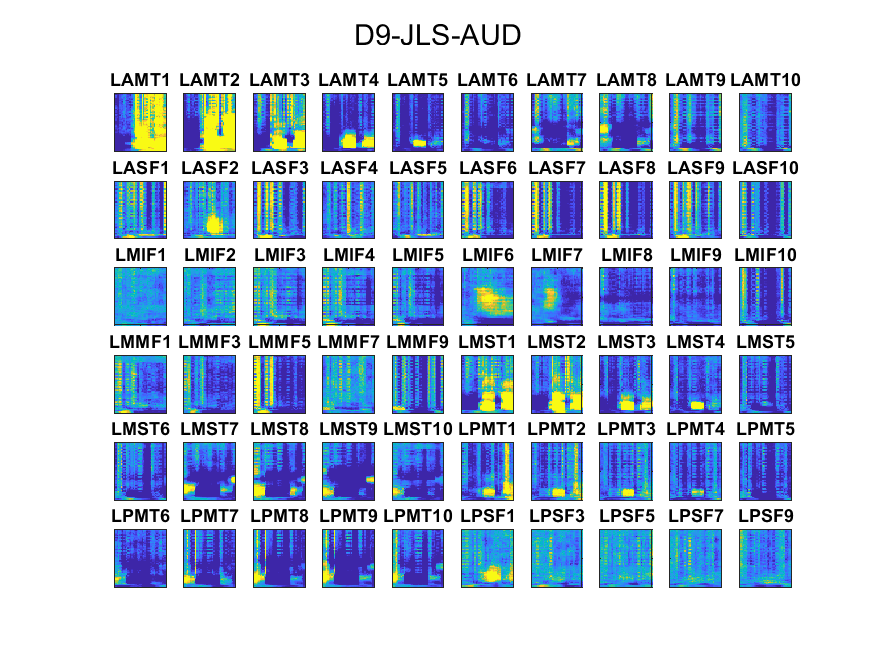 D9-JLS-AUD
LAMT1 LAMT2 LAMT3 LAMT4 LAMT5 LAMT6 LAMT7 LAMT8 LAMT9 LAMT10
LASF1 LASF2 LASF3 LASF4 LASF5 LASF6 LASF7 LASF8 LASF9 LASF10
LMIF1 LMIF2 LMIF3 LMIF4 LMIF5 LMIF6 LMIF7 LMIF8 LMIF9 LMIF10
LMMF1 LMMF3 LMMF5 LMMF7 LMMF9 LMST1 LMST2 LMST3 LMST4 LMST5
LMST6 LMST7 LMST8 LMST9 LMST10 LPMT1 LPMT2 LPMT3 LPMT4 LPMT5
LPMT6 LPMT7 LPMT8 LPMT9 LPMT10 LPSF1 LPSF3 LPSF5 LPSF7 LPSF9